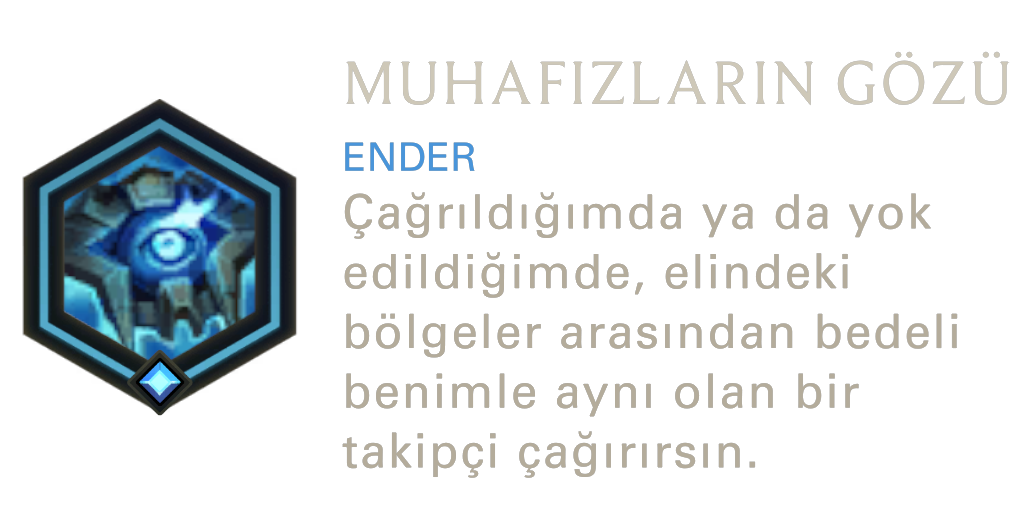 MUHAFIZLARIN GÖZÜ
ENDER
Çağrıldığımda ya da yok
edildiğimde, elindeki
bölgeler arasından bedeli
benimle aynı olan bir
takipçi çağırırsın.